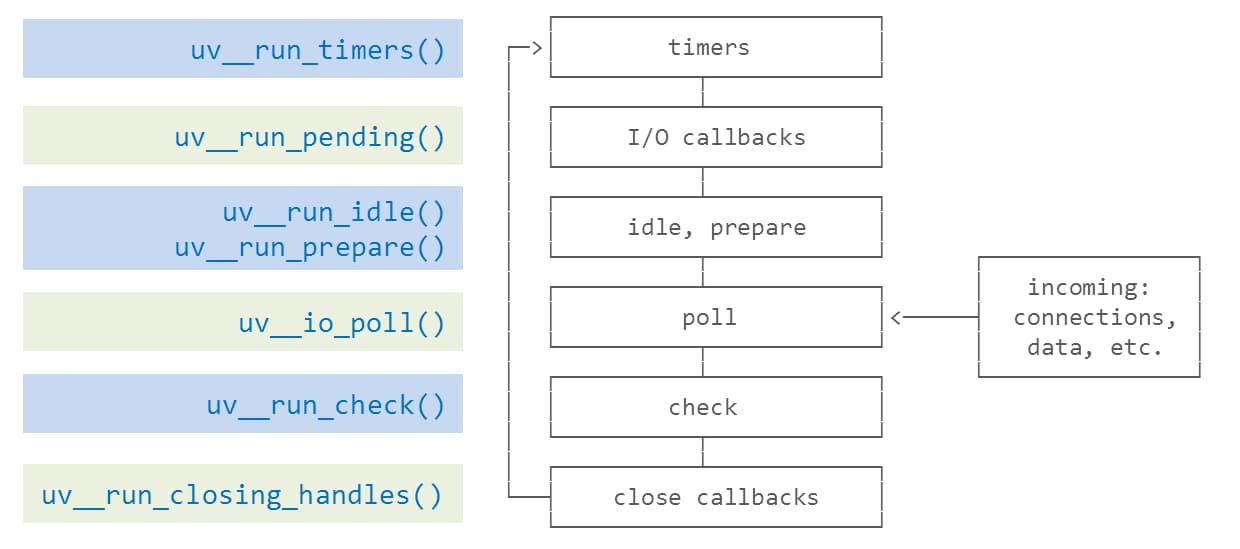 uv__run_timers()
timers
uv__run_pending()
I/O callbacks
uv__run_idle()
uv__run_prepare()
idle, prepare
uv__io_poll()
poll
incoming:
connections,
data, etc.
uv__run_check()
check
uv__run_closing_handles()
close callbacks